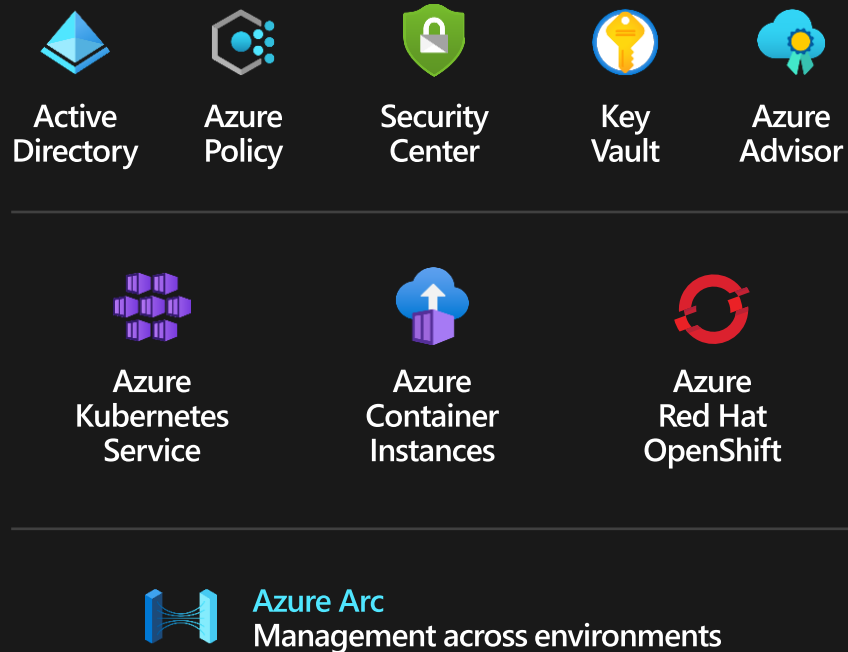 Active Directory
Azure Policy
Security Center
Key Vault
Azure Advisor
Azure Kubernetes Service
Azure Container Instances
Azure Red Hat OpenShift
Azure Arc
Management across environments